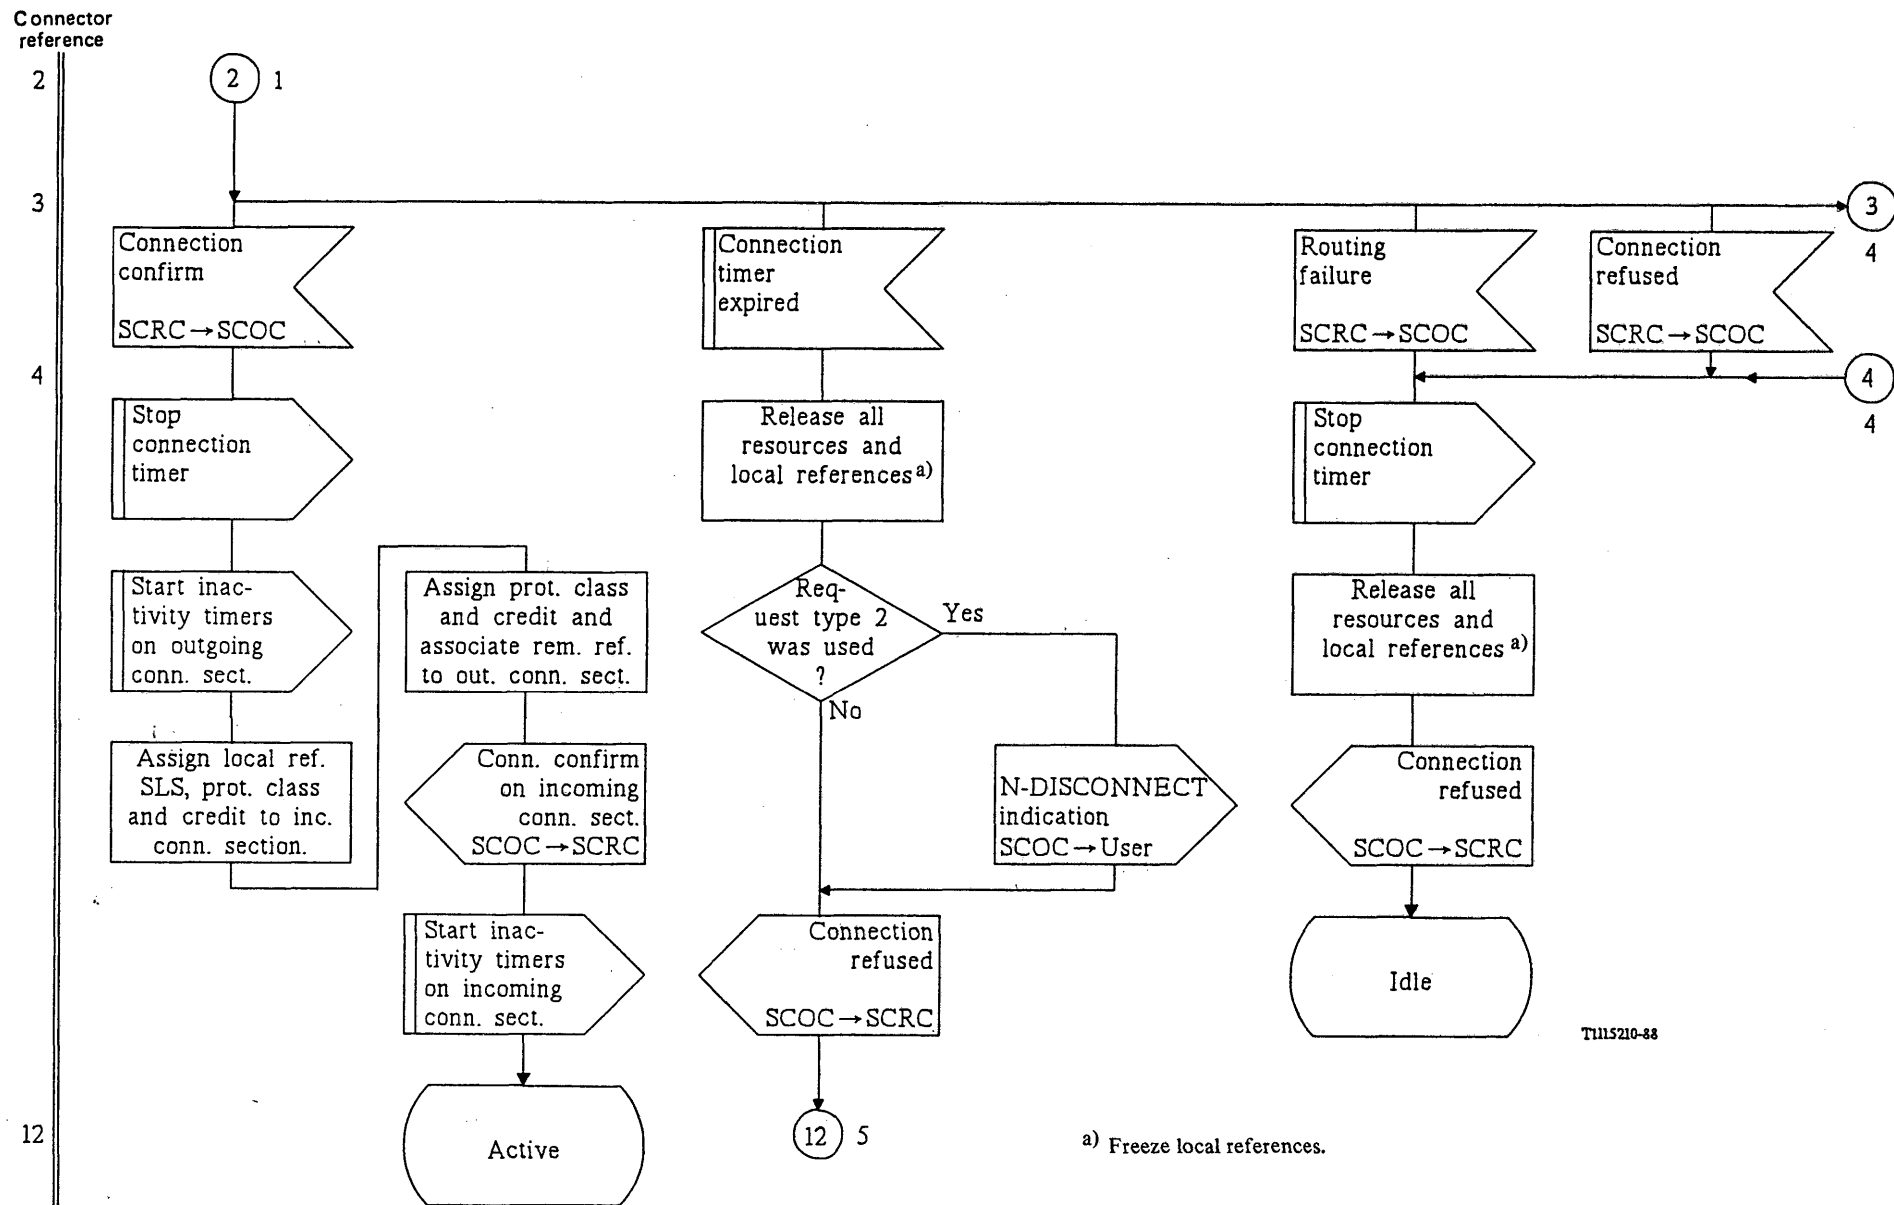 Connector
reference
2
2 1
3
3
4
Connection
confirm
SCRC→SCOC
Connection
timer
expired
Routing
failure
SCRC→SCOC
Connection
refused
SCRC→SCOC
4
4
4
Stop
connection
timer
Release all
resources and
local references a)
Stop
connection
timer
Start inac-
tivity timers
on outgoing
conn. sect.
Assign prot. class
and credit and
associate rem. ref.
to out. conn. sect.
Req-
uest type 2
was used
?
Yes
No
Release all
resources and
local references a)
Assign local ref.
SLS, prot. class
and credit to inc.
conn. section.
Conn. confirm
on incoming
conn. sect.
SCOC→SCRC
N-DISCONNECT
indication
SCOC→User
Connection
refused
SCOC→SCRC
Start inac-
tivity timers
on incoming
conn. sect.
Connection
refused
SCOC→SCRC
Idle
T1115210-88
12
Active
12 5
a) Freeze local references.